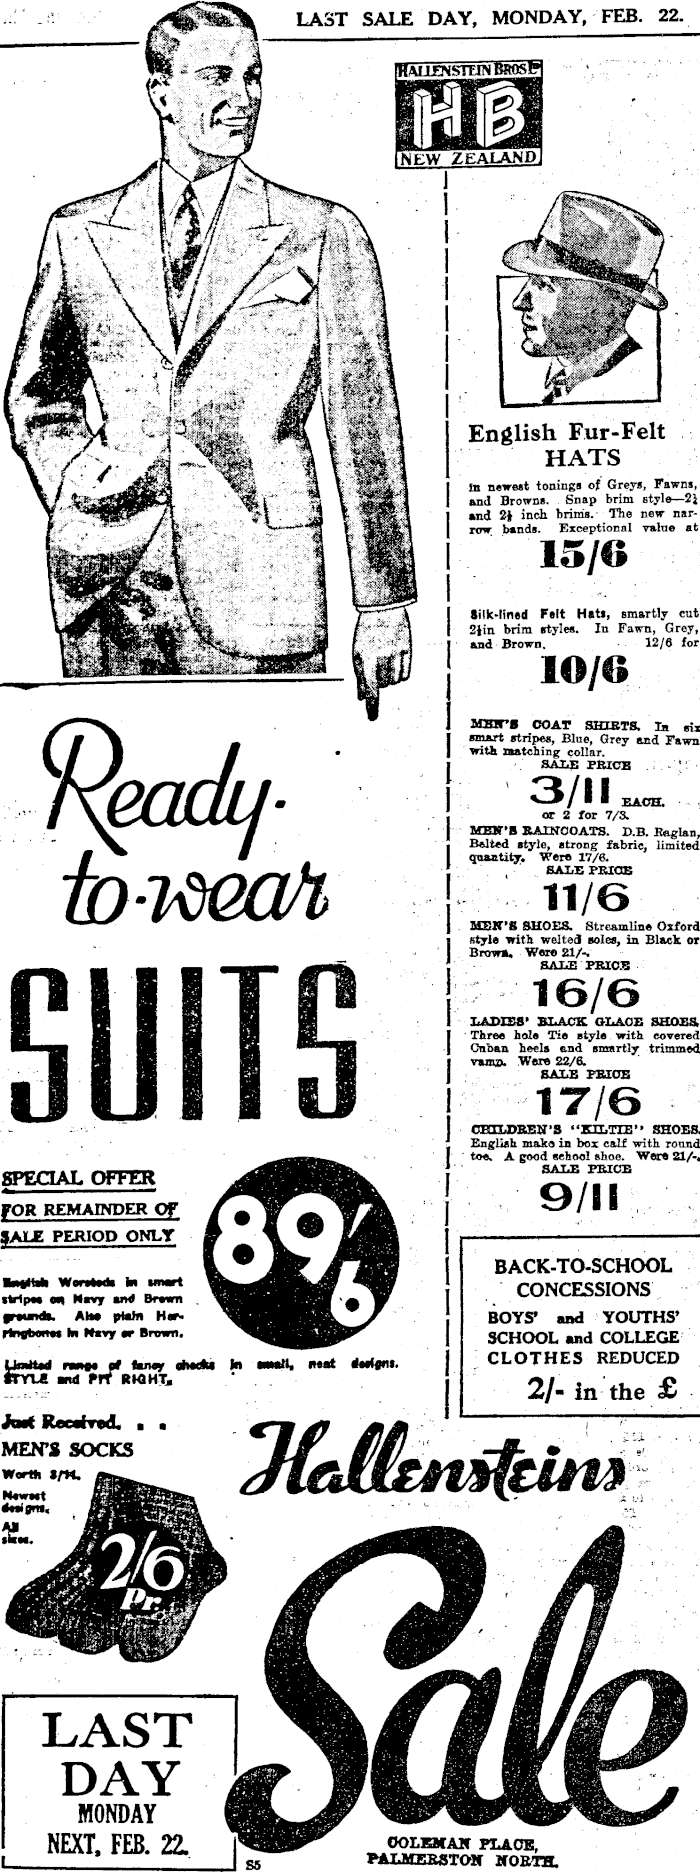 LAST SALE DAY, MONDAY, FEB. 22.
HALLENSTEIN BROS LTD
HB
NEW ZEALAND
English Fur-Felt
HATS
in newest tonings of Greys, Fawns,
and Browns. Snap brim style—2¼
and 2½ inch brims. The new nar-
row bands. Exceptional value at
15/6
Silk-lined Felt Hats, smartly cut
2½in brim styles. In Fawn, Grey,
and Brown. 12/6 for
10/6
MEN'S COAT SHIRTS. In six
smart stripes, Blue, Grey and Fawn
with matching collar.
SALE PRICE
3/11 EACH.
or 2 for 7/3.
MEN'S RAINCOATS. D.B. Raglan,
Belted style, strong fabric, limited
quantity. Were 17/6.
SALE PRICE
11/6
MEN'S SHOES. Streamline Oxford
style with welted soles, in Black or
Brown. Were 21/-.
SALE PRICE
16/6
LADIES' BLACK GLACE SHOES.
Three hole Tie style with covered
Cuban heels and smartly trimmed
vamp. Were 22/6.
SALE PRICE
17/6
CHILDREN'S "KILTIE" SHOES.
English make in box calf with round
toe. A good school shoe. Were 21/-.
SALE PRICE
9/11
BACK-TO-SCHOOL
CONCESSIONS
BOYS' and YOUTHS'
SCHOOL and COLLEGE
CLOTHES REDUCED
2/- in the £
Ready-
to-wear
SUITS
SPECIAL OFFER
FOR REMAINDER OF
SALE PERIOD ONLY
89/6
English Worsteds in smart
stripes on Navy and Brown
grounds. Also plain Her-
ringbones in Navy or Brown.
Limited range of fancy checks in small, neat designs.
STYLE and FIT RIGHT.
Just Received. . .
MEN'S SOCKS
Worth 3/11.
Newest
designs.
All
sizes.
2/6
Pr.
Hallensteins
Sale
LAST
DAY
MONDAY
NEXT, FEB. 22.
S5
COLEMAN PLACE,
PALMERSTON NORTH.